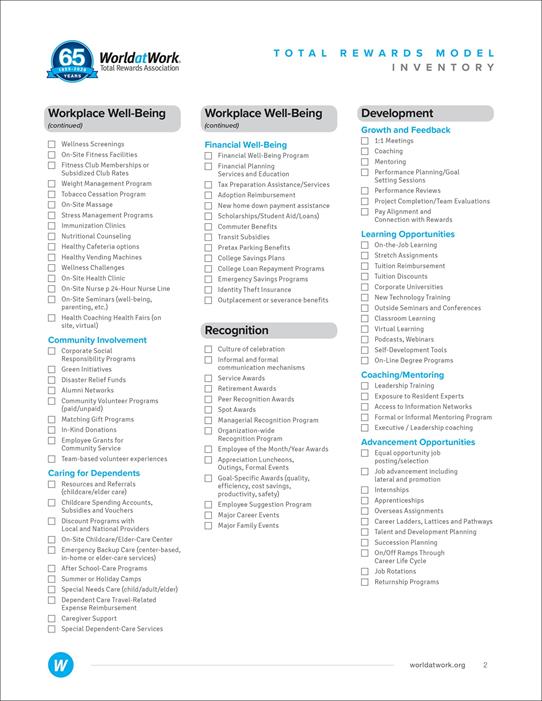 65
1955-2020
YEARS
WorldatWork.
Total Rewards Association
TOTAL REWARDS MODEL
INVENTORY
Workplace Well-Being
(continued)
Wellness Screenings
On-Site Fitness Facilities
Fitness Club Memberships or
Subsidized Club Rates
Weight Management Program
Tobacco Cessation Program
On-Site Massage
Stress Management Programs
Immunization Clinics
Nutritional Counseling
Healthy Cafeteria options
Healthy Vending Machines
Wellness Challenges
On-Site Health Clinic
On-Site Nurse p 24-Hour Nurse Line
On-Site Seminars (well-being,
parenting, etc.)
Health Coaching Health Fairs (on
site, virtual)
Community Involvement
Corporate Social
Responsibility Programs
Green Initiatives
Disaster Relief Funds
Alumni Networks
Community Volunteer Programs
(paid/unpaid)
Matching Gift Programs
In-Kind Donations
Employee Grants for
Community Service
Team-based volunteer experiences
Caring for Dependents
Resources and Referrals
(childcare/elder care)
Childcare Spending Accounts,
Subsidies and Vouchers
Discount Programs with
Local and National Providers
On-Site Childcare/Elder-Care Center
Emergency Backup Care (center-based,
in-home or elder-care services)
After School-Care Programs
Summer or Holiday Camps
Special Needs Care (child/adult/elder)
Dependent Care Travel-Related
Expense Reimbursement
Caregiver Support
Special Dependent-Care Services
Workplace Well-Being
(continued)
Financial Well-Being
Financial Well-Being Program
Financial Planning
Services and Education
Tax Preparation Assistance/Services
Adoption Reimbursement
New home down payment assistance
Scholarships/Student Aid/Loans)
Commuter Benefits
Transit Subsidies
Pretax Parking Benefits
College Savings Plans
College Loan Repayment Programs
Emergency Savings Programs
Identity Theft Insurance
Outplacement or severance benefits
Recognition
Culture of celebration
Informal and formal
communication mechanisms
Service Awards
Retirement Awards
Peer Recognition Awards
Spot Awards
Managerial Recognition Program
Organization-wide
Recognition Program
Employee of the Month/Year Awards
Appreciation Luncheons,
Outings, Formal Events
Goal-Specific Awards (quality,
efficiency, cost savings,
productivity, safety)
Employee Suggestion Program
Major Career Events
Major Family Events
Development
Growth and Feedback
1:1 Meetings
Coaching
Mentoring
Performance Planning/Goal
Setting Sessions
Performance Reviews
Project Completion/Team Evaluations
Pay Alignment and
Connection with Rewards
Learning Opportunities
On-the-Job Learning
Stretch Assignments
Tuition Reimbursement
Tuition Discounts
Corporate Universities
New Technology Training
Outside Seminars and Conferences
Classroom Learning
Virtual Learning
Podcasts, Webinars
Self-Development Tools
On-Line Degree Programs
Coaching/Mentoring
Leadership Training
Exposure to Resident Experts
Access to Information Networks
Formal or Informal Mentoring Program
Executive / Leadership coaching
Advancement Opportunities
Equal opportunity job
posting/selection
Job advancement including
lateral and promotion
Internships
Apprenticeships
Overseas Assignments
Career Ladders, Lattices and Pathways
Talent and Development Planning
Succession Planning
On/Off Ramps Through
Career Life Cycle
Job Rotations
Returnship Programs
W
worldatwork.org 2